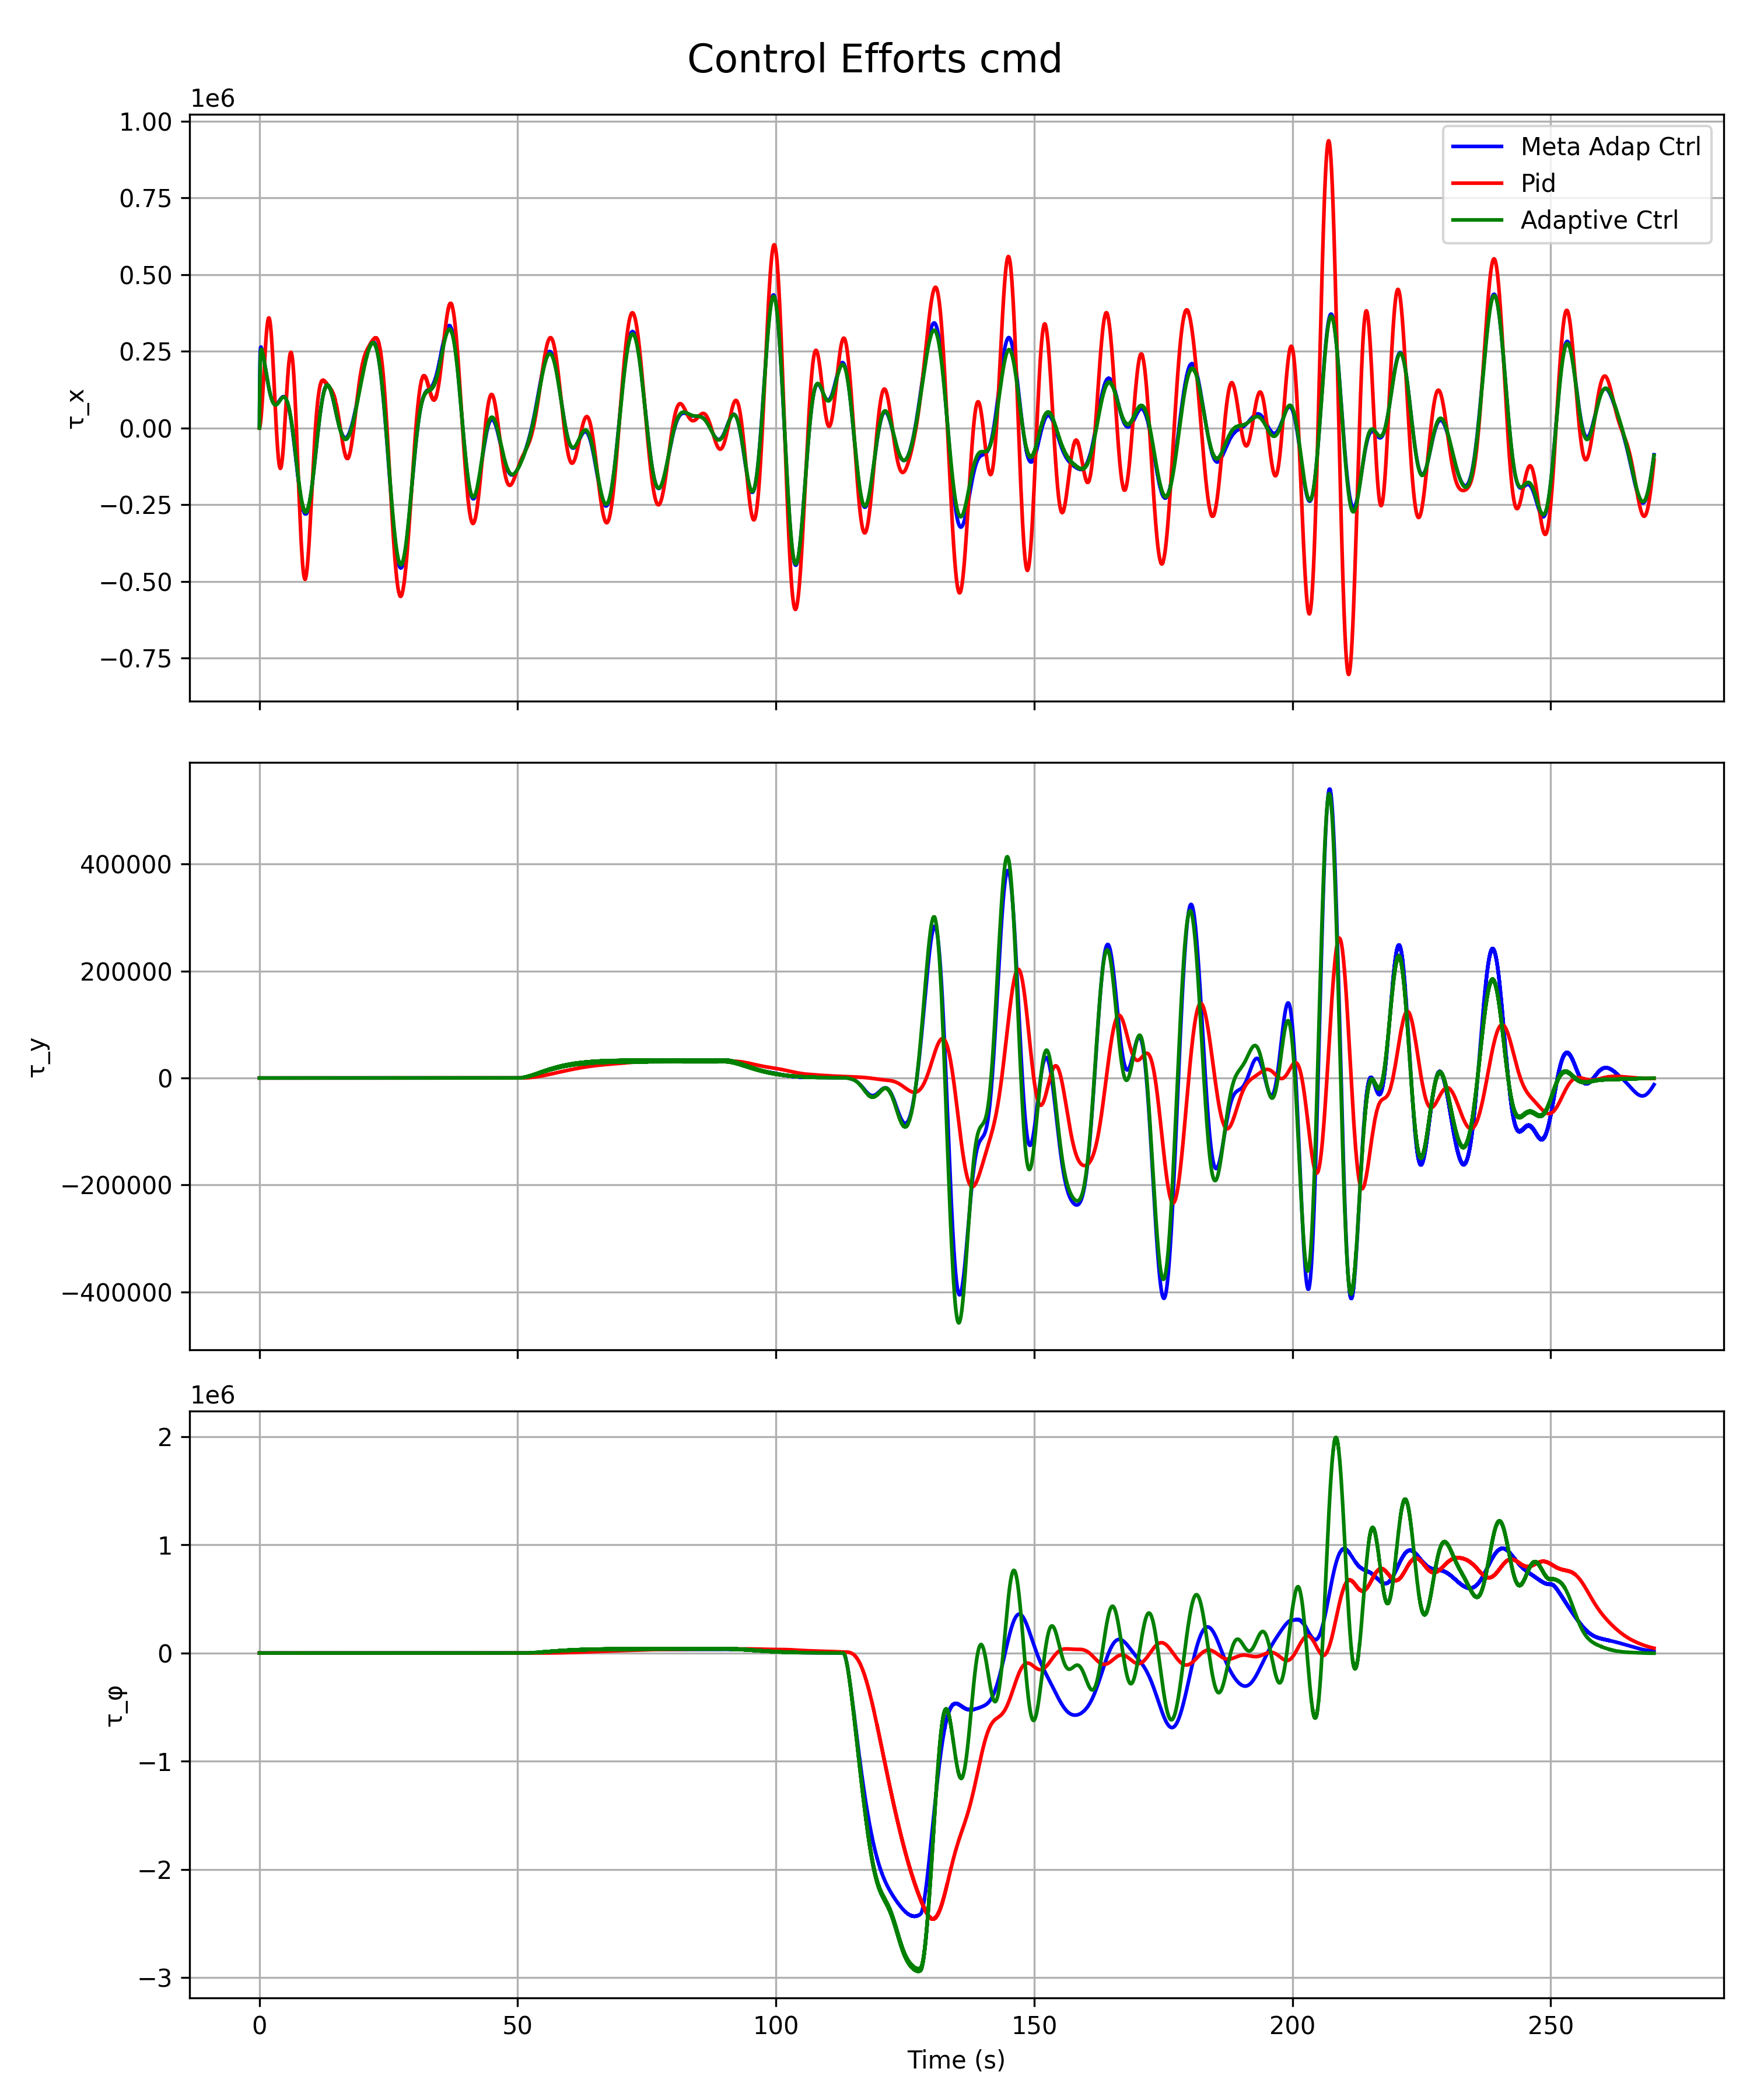 Control Efforts cmd
1e6
1.00
0.75
0.50
0.25
0.00
−0.25
−0.50
−0.75
τ_x
Meta Adap Ctrl
Pid
Adaptive Ctrl
400000
200000
0
−200000
−400000
τ_y
1e6
2
1
0
−1
−2
−3
τ_φ
0 50 100 150 200 250
Time (s)